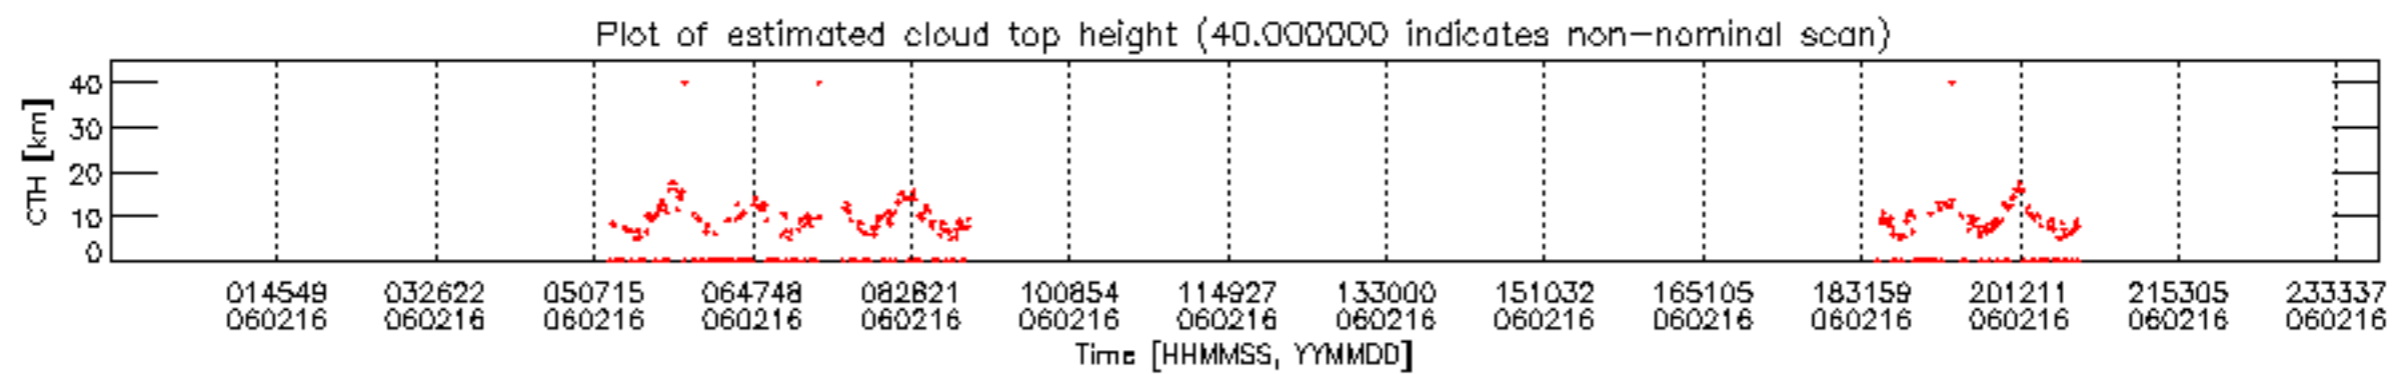 Plot of estimated cloud top height (40.000000 indicates non-nominal scan)
CTH [km]
40
30
20
10
0
014549 032622 050715 064748 082821 100854 114927 133000 151032 165105 183159 201211 215305 233337
060216 060216 060216 060216 060216 060216 060216 060216 060216 060216 060216 060216 060216 060216
Time [HHMMSS, YYMMDD]